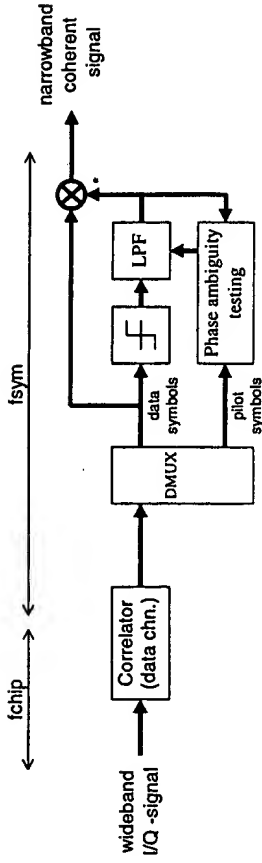 fchip
fsym
wideband
I/Q -signal
Correlator
(data chn.)
DMUX
data
symbols
pilot
symbols
LPF
Phase ambiguity
testing
*
narrowband
coherent
signal